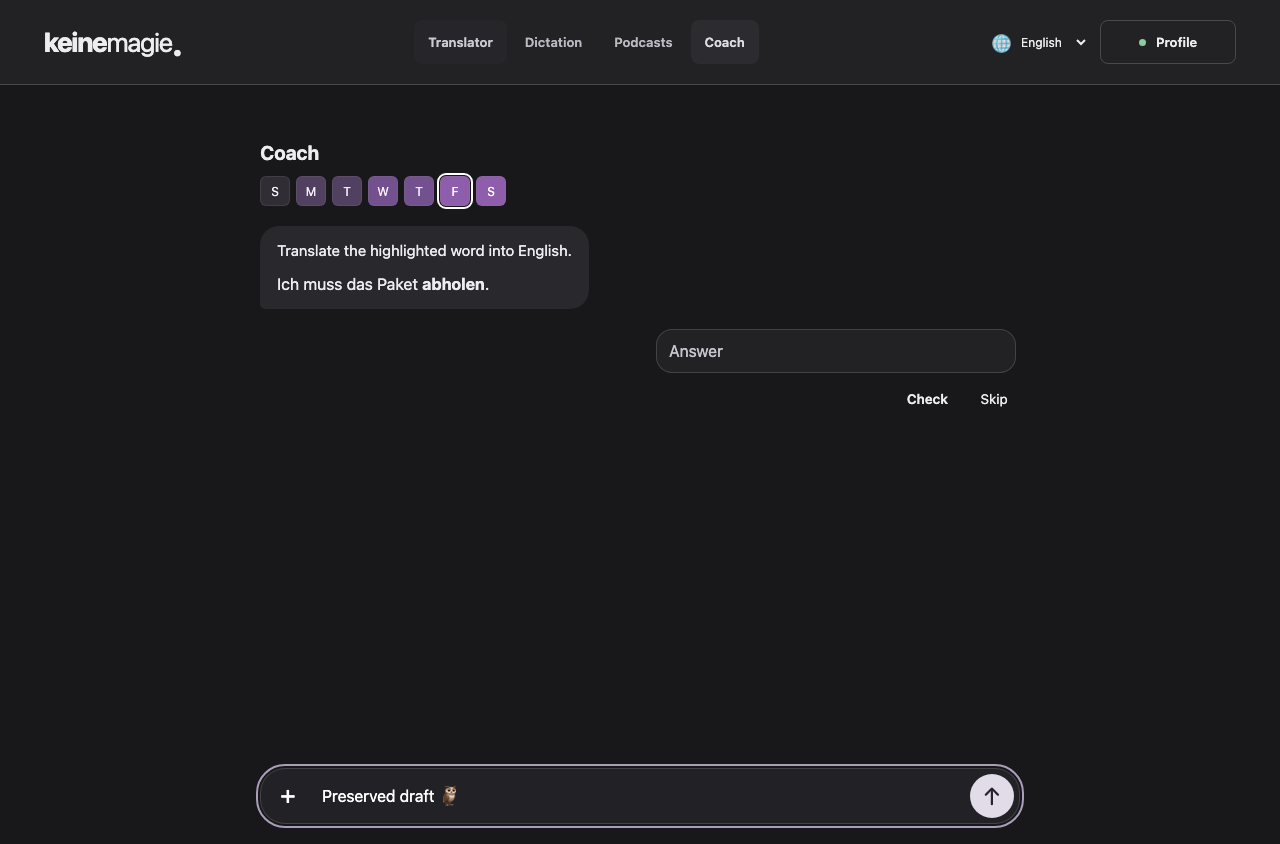 keinemagie.
Translator
Dictation
Podcasts
Coach
English
Profile
Coach
S M T W T F S
Translate the highlighted word into English.
Ich muss das Paket abholen.
Answer
Check
Skip
+
Preserved draft 🦉